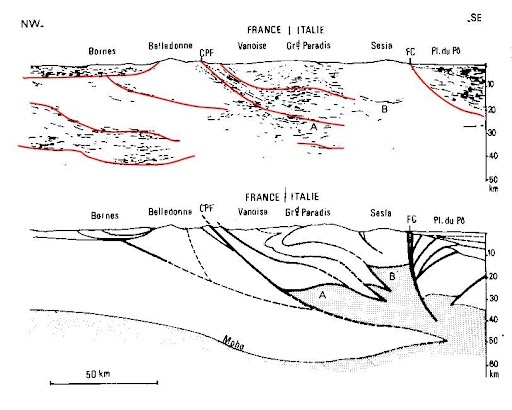 NW. SE
FRANCE | ITALIE
Bornes Belledonne CPF Vanoise Grd Paradis Sesia FC Pl. du Pô
10
20
A B
30
40
50
km
FRANCE | ITALIE
Bornes Belledonne CPF Vanoise Grd Paradis Sesia FC Pl. du Pô
10
20
B
A
30
40
Moho
50
60
km
50 km